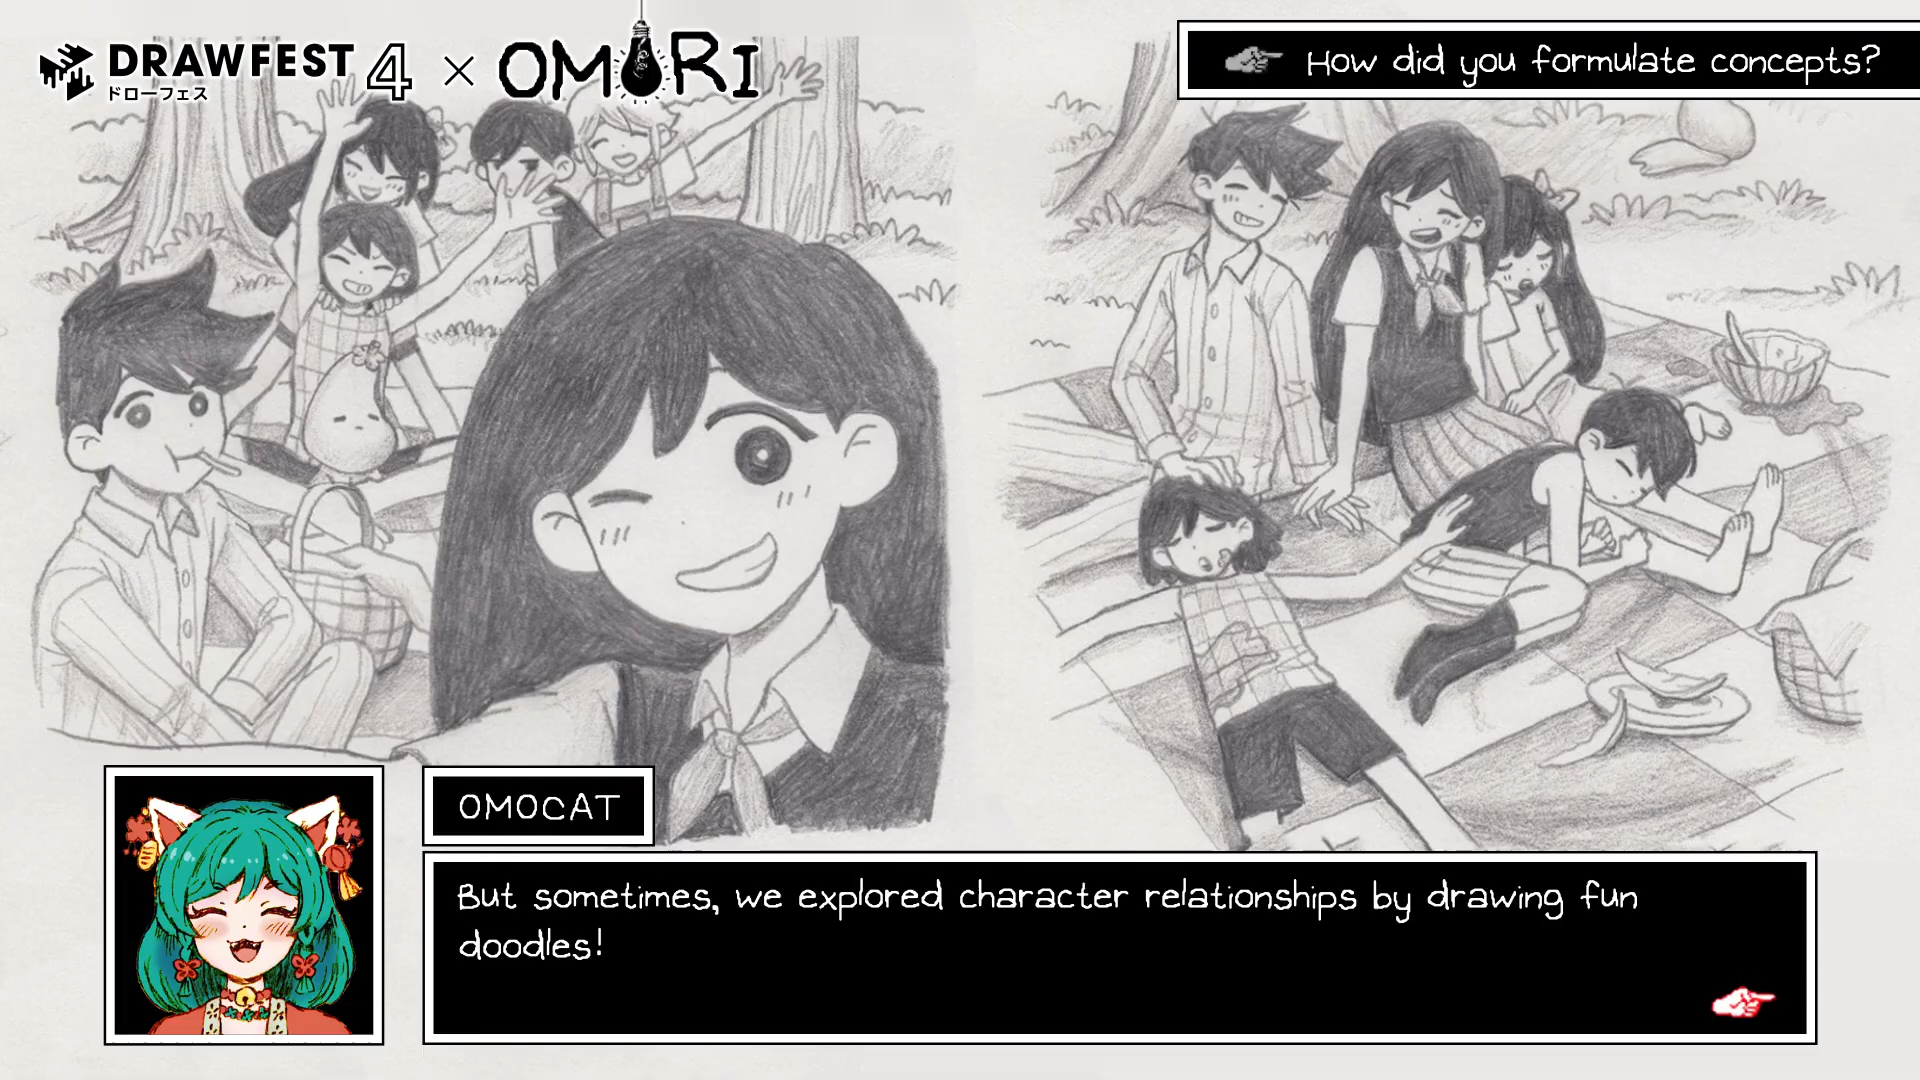 DRAWFEST 4 × OMORI
ドローフェス
How did you formulate concepts?
OMOCAT
But sometimes, we explored character relationships by drawing fun
doodles!